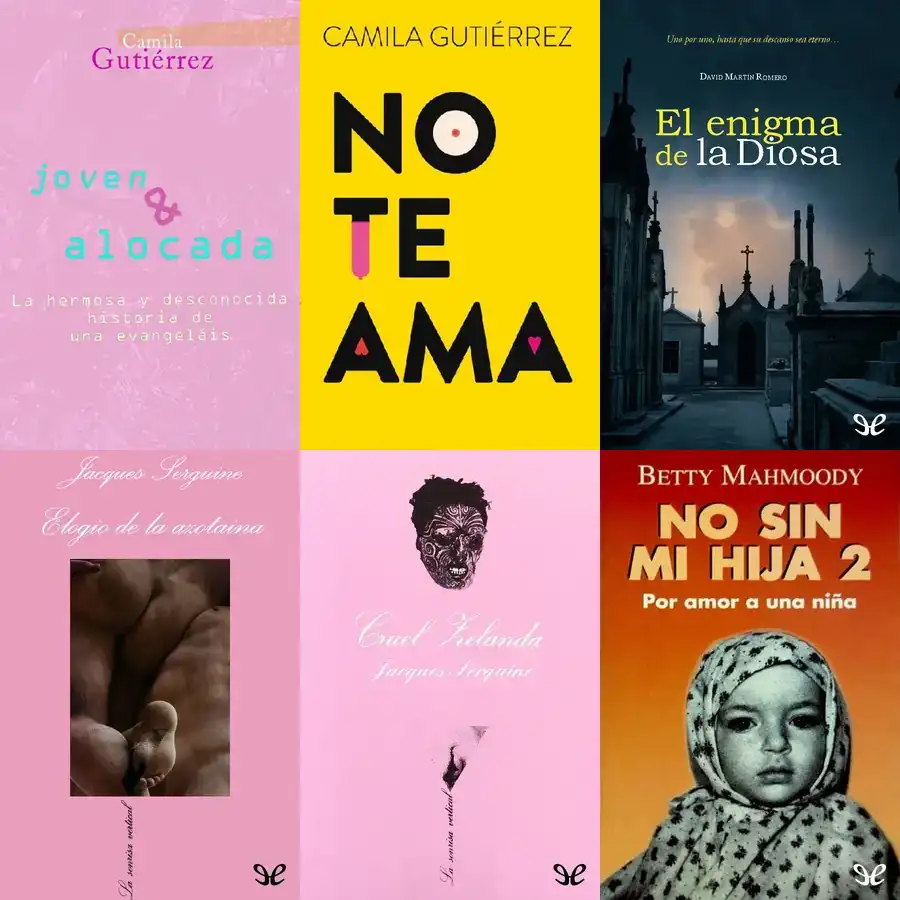 Camila
Gutiérrez
joven
&
alocada
La hermosa y desconocida
historia de
una evangeláis
CAMILA GUTIÉRREZ
NO
TE
AMA
Uno por uno, hasta que su descanso sea eterno…
David Martín Romero
El enigma
de la Diosa
Jacques Serguine
Elogio de la azotaina
La sonrisa vertical
Cruel Zelanda
Jacques Serguine
La sonrisa vertical
BETTY MAHMOODY
NO SIN
MI HIJA 2
Por amor a una niña